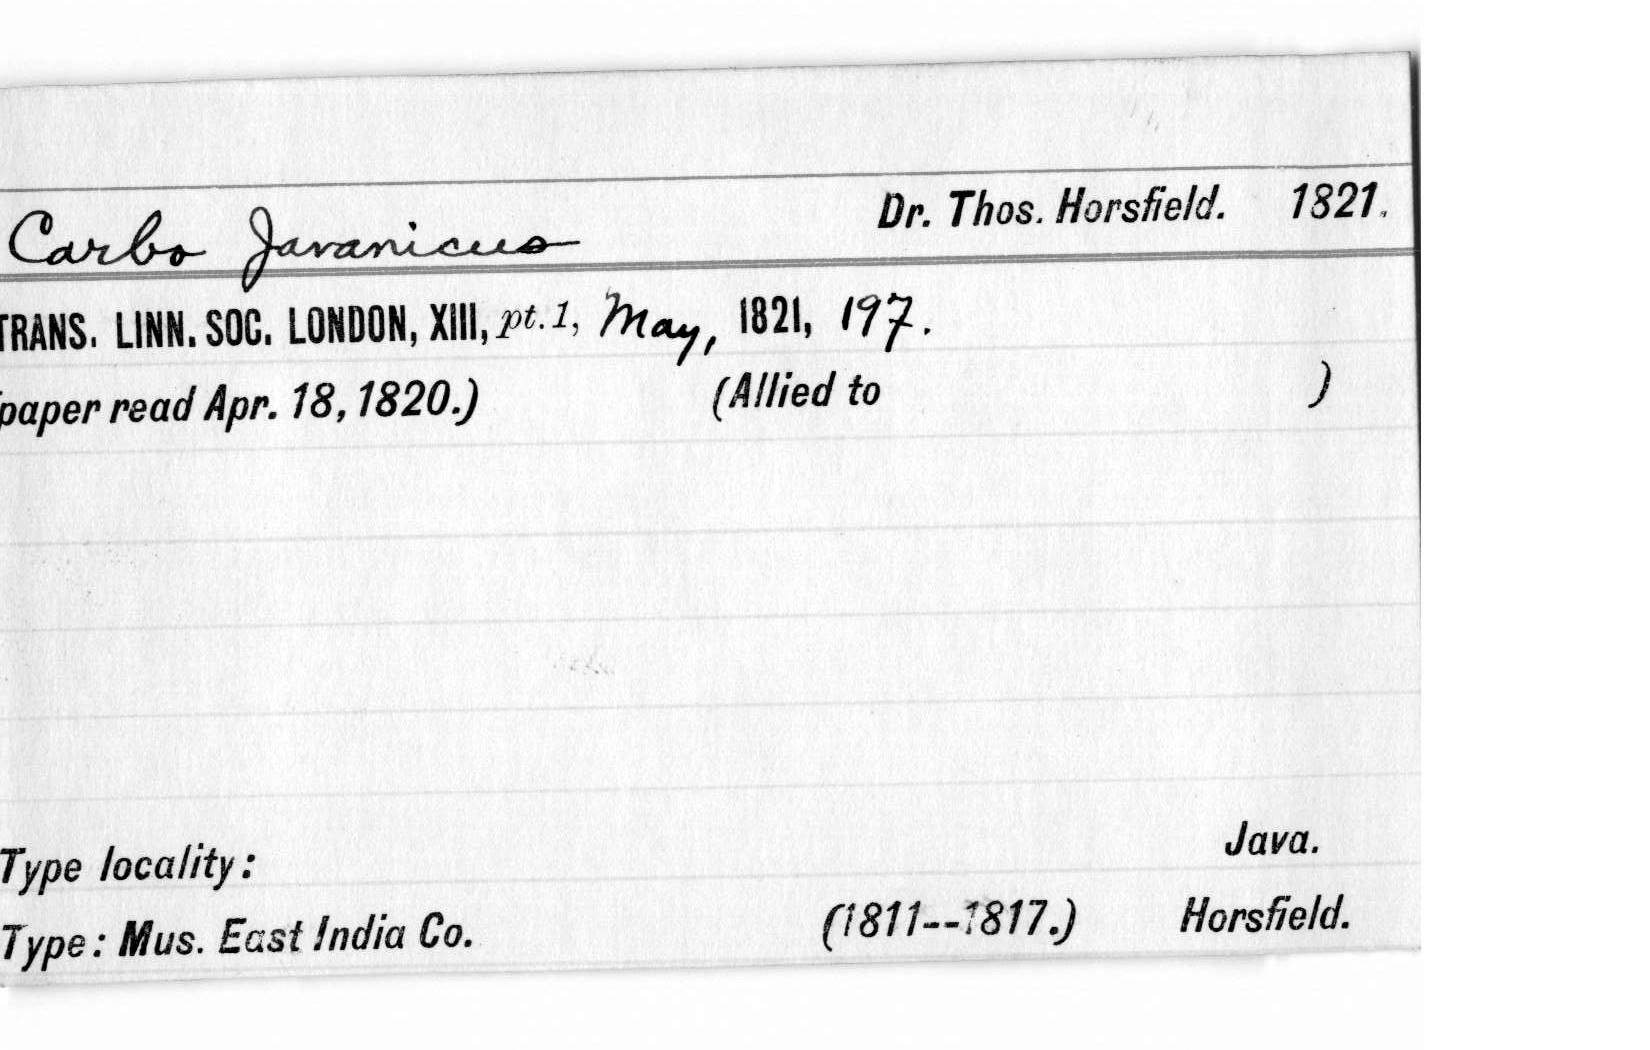 Carbo Javanicus Dr. Thos. Horsfield. 1821.
TRANS. LINN. SOC. LONDON, XIII, pt. 1, May, 1821, 197.
paper read Apr. 18, 1820.) (Allied to )
Type locality: Java.
Type: Mus. East India Co. (1811--1817.) Horsfield.